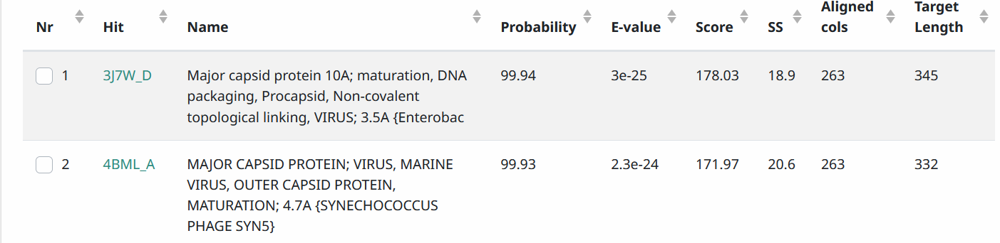 Nr Hit Name Probability E-value Score SS Aligned cols Target Length
1 3J7W_D Major capsid protein 10A; maturation, DNA 99.94 3e-25 178.03 18.9 263 345
packaging, Procapsid, Non-covalent
topological linking, VIRUS; 3.5A {Enterobac
2 4BML_A MAJOR CAPSID PROTEIN; VIRUS, MARINE 99.93 2.3e-24 171.97 20.6 263 332
VIRUS, OUTER CAPSID PROTEIN,
MATURATION; 4.7A {SYNECHOCOCCUS
PHAGE SYN5}